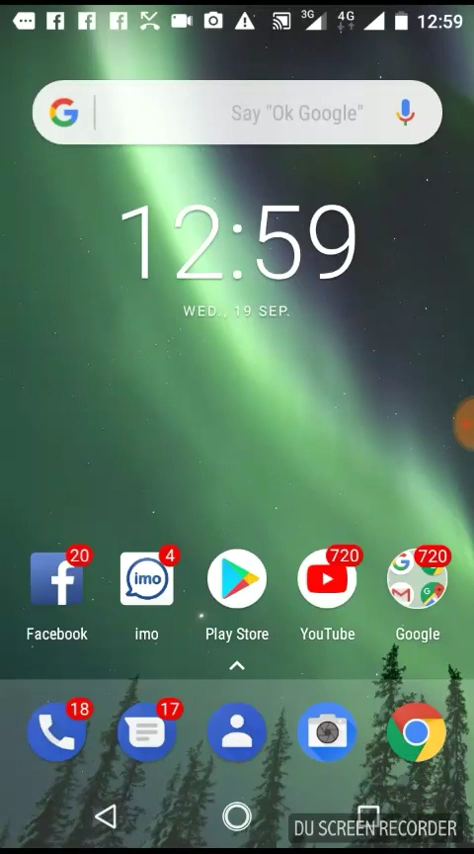 3G 4G 12:59
Say "Ok Google"
12:59
WED., 19 SEP.
20 4 720 720
imo
Facebook imo Play Store YouTube Google
18 17
DU SCREEN RECORDER